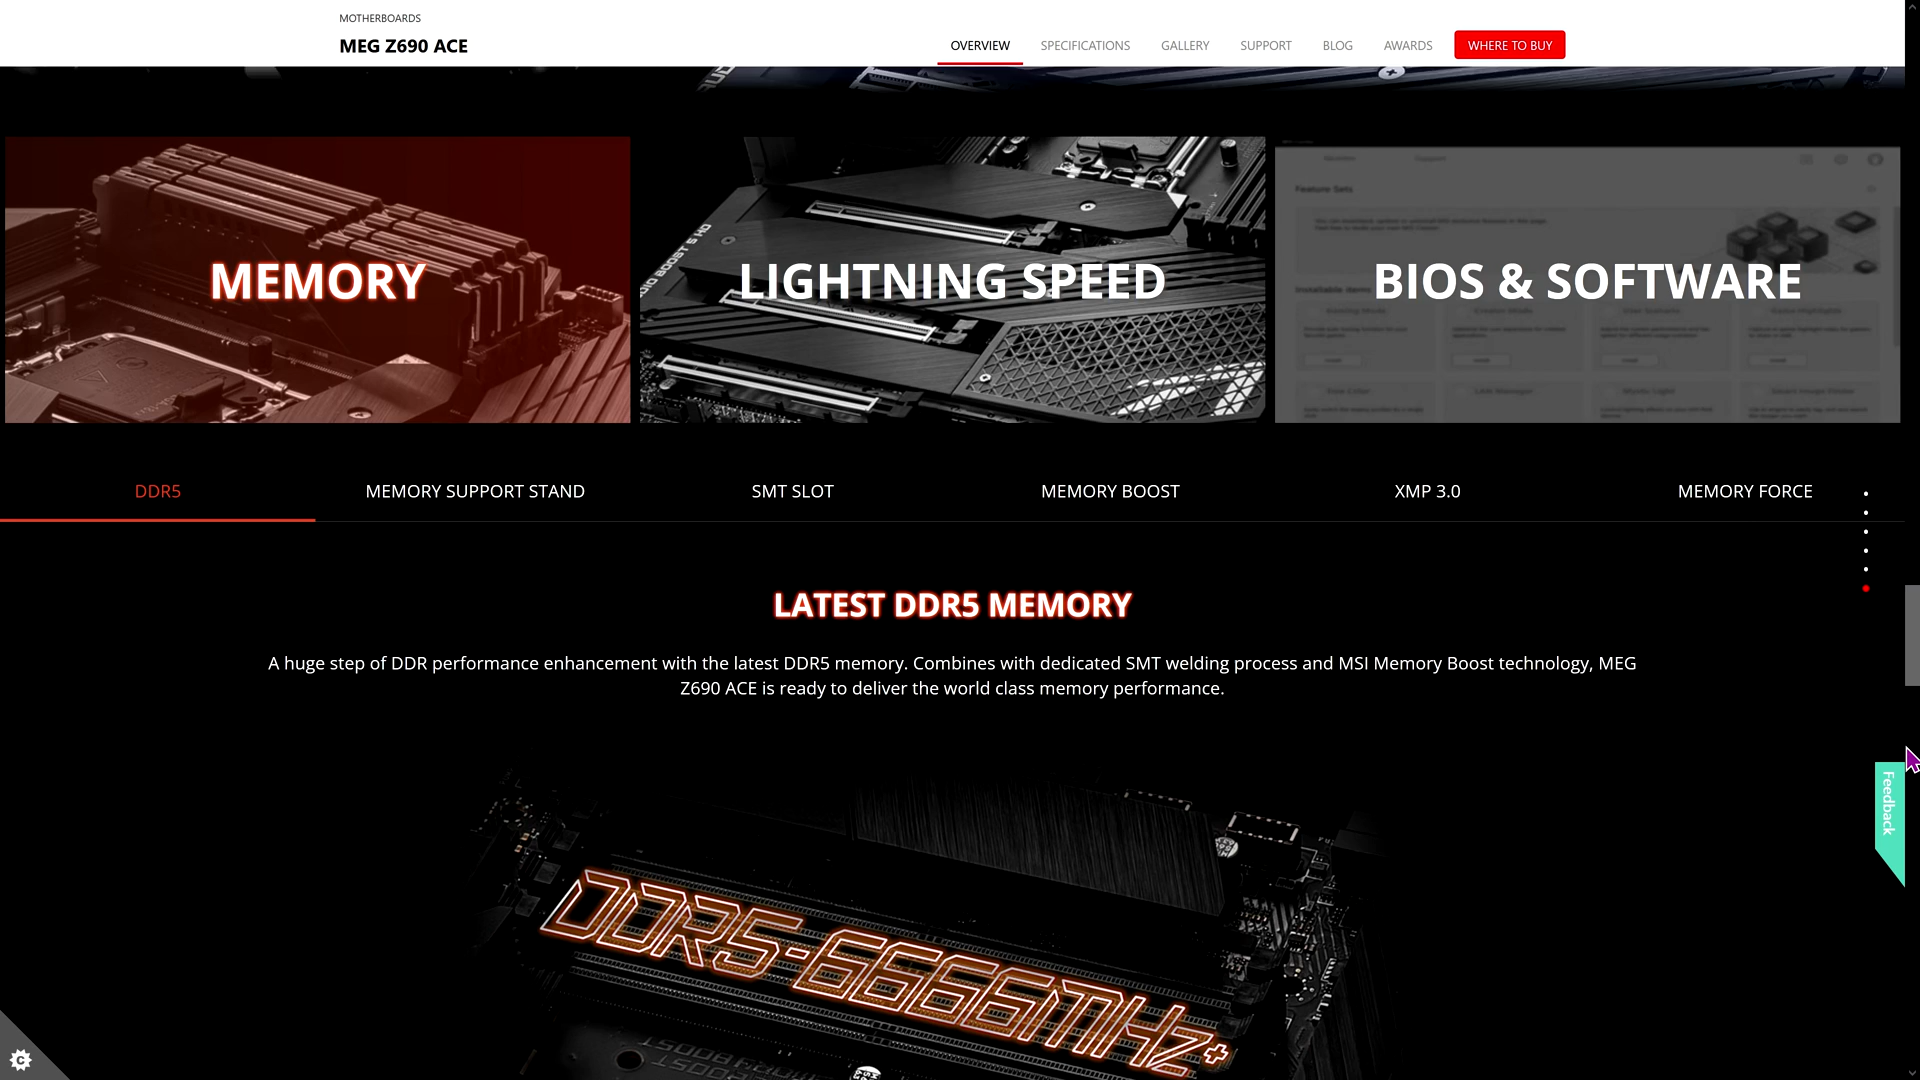 MOTHERBOARDS
MEG Z690 ACE
OVERVIEW
SPECIFICATIONS
GALLERY
SUPPORT
BLOG
AWARDS
WHERE TO BUY
MEMORY
LIGHTNING SPEED
BIOS & SOFTWARE
Feature Sets
DDR5
MEMORY SUPPORT STAND
SMT SLOT
MEMORY BOOST
XMP 3.0
MEMORY FORCE
LATEST DDR5 MEMORY
A huge step of DDR performance enhancement with the latest DDR5 memory. Combines with dedicated SMT welding process and MSI Memory Boost technology, MEG
Z690 ACE is ready to deliver the world class memory performance.
Feedback
DDR5-6666MHz+